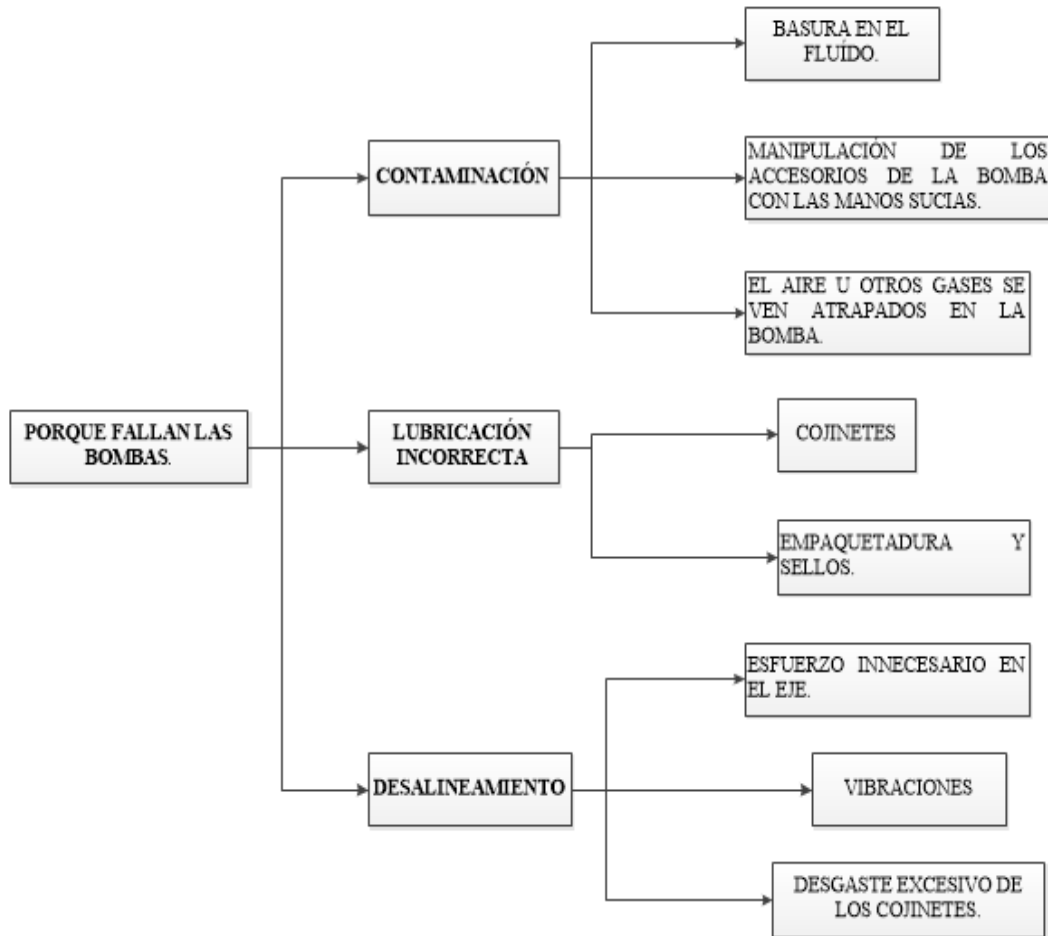 BASURA EN EL
FLUÍDO.
CONTAMINACIÓN
MANIPULACIÓN DE LOS
ACCESORIOS DE LA BOMBA
CON LAS MANOS SUCIAS.
EL AIRE U OTROS GASES SE
VEN ATRAPADOS EN LA
BOMBA.
PORQUE FALLAN LAS
BOMBAS.
LUBRICACIÓN
INCORRECTA
COJINETES
EMPAQUETADURA Y
SELLOS.
DESALINEAMIENTO
ESFUERZO INNECESARIO EN
EL EJE.
VIBRACIONES
DESGASTE EXCESIVO DE
LOS COJINETES.